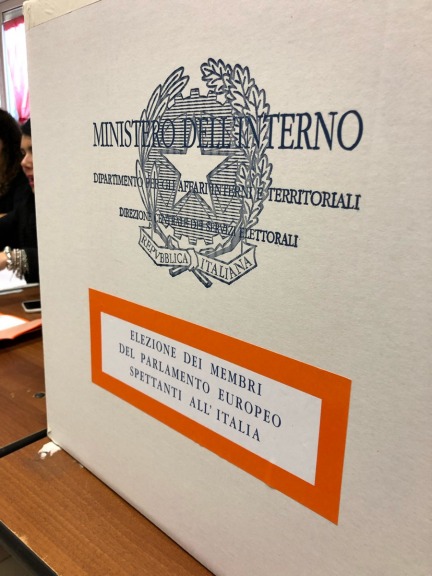 MINISTERO DELL'INTERNO
DIPARTIMENTO PER GLI AFFARI INTERNI E TERRITORIALI
DIREZIONE CENTRALE DEI SERVIZI ELETTORALI
REPVBBLICA ITALIANA
ELEZIONE DEI MEMBRI
DEL PARLAMENTO EUROPEO
SPETTANTI ALL'ITALIA